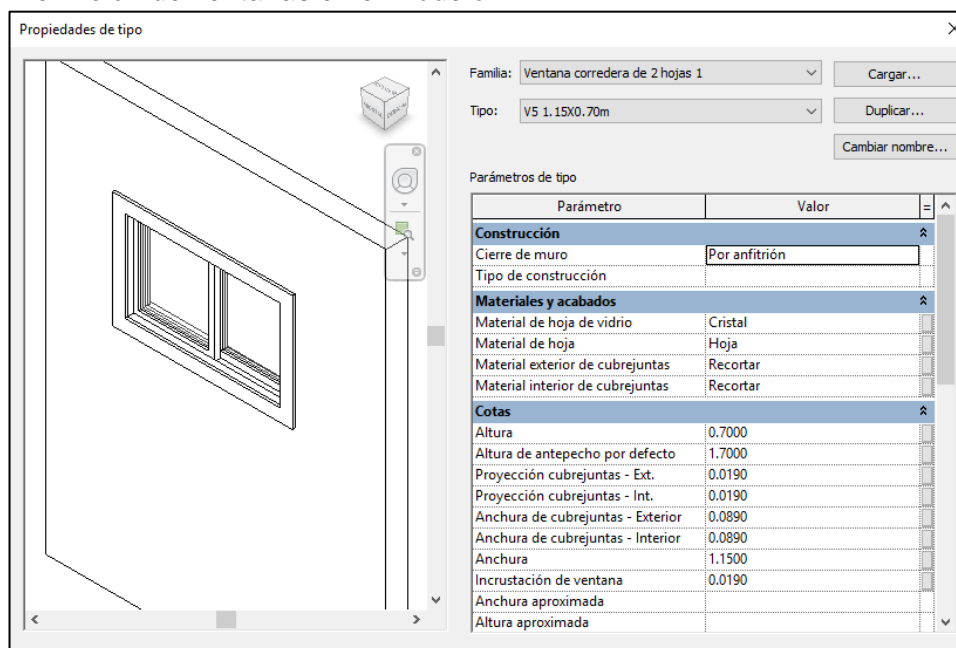 Propiedades de tipo
Familia: Ventana corredera de 2 hojas 1 Cargar...
Tipo: V5 1.15X0.70m Duplicar...
Cambiar nombre...
Parámetros de tipo
Parámetro Valor =
Construcción
Cierre de muro Por anfitrión
Tipo de construcción
Materiales y acabados
Material de hoja de vidrio Cristal
Material de hoja Hoja
Material exterior de cubrejuntas Recortar
Material interior de cubrejuntas Recortar
Cotas
Altura 0.7000
Altura de antepecho por defecto 1.7000
Proyección cubrejuntas - Ext. 0.0190
Proyección cubrejuntas - Int. 0.0190
Anchura de cubrejuntas - Exterior 0.0890
Anchura de cubrejuntas - Interior 0.0890
Anchura 1.1500
Incrustación de ventana 0.0190
Anchura aproximada
Altura aproximada